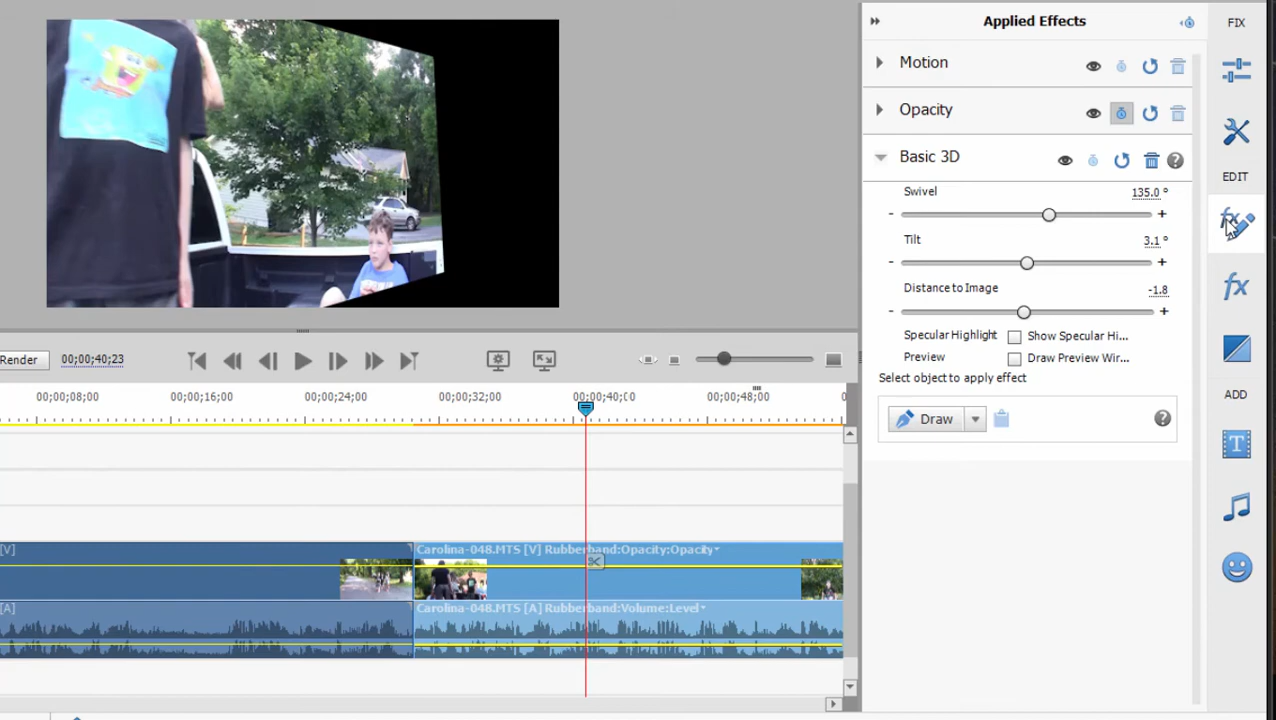 Applied Effects
FIX
Motion
Opacity
Basic 3D
EDIT
Swivel 135.0 °
- +
Tilt 3.1 °
- +
Distance to Image -1.8
- +
Specular Highlight Show Specular Hi...
Preview Draw Preview Wir...
Select object to apply effect
Render 00;00;40;23
00;00;08;00 00;00;16;00 00;00;24;00 00;00;32;00 00;00;40;00 00;00;48;00 0
ADD
Draw
[V] Carolina-048.MTS [V] Rubberband:Opacity:Opacity
[A] Carolina-048.MTS [A] Rubberband:Volume:Level